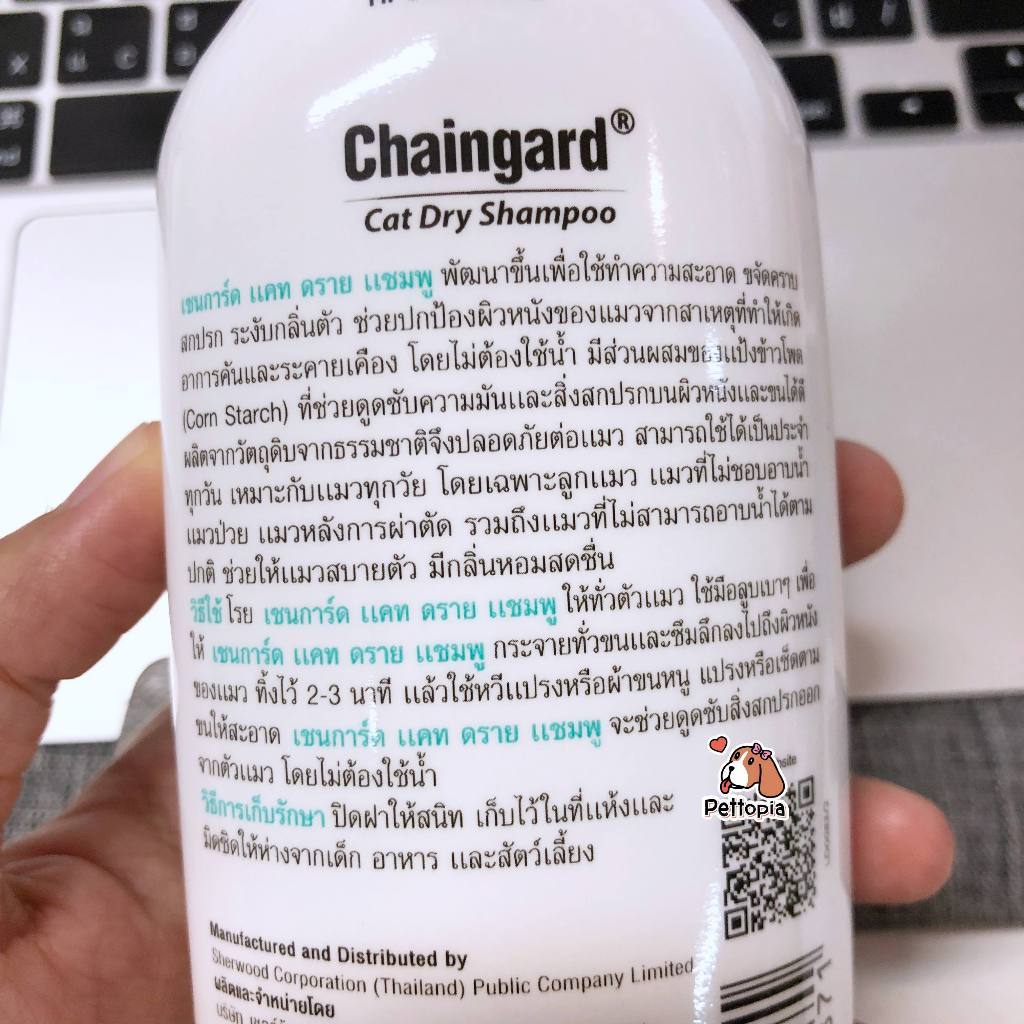 Chaingard®
Cat Dry Shampoo
เชนการ์ด แคท ดราย แชมพู พัฒนาขึ้นเพื่อใช้ทำความสะอาด ขจัดคราบ
สกปรก ระงับกลิ่นตัว ช่วยปกป้องผิวหนังของแมวจากสาเหตุที่ทำให้เกิด
อาการคันและระคายเคือง โดยไม่ต้องใช้น้ำ มีส่วนผสมของแป้งข้าวโพด
(Corn Starch) ที่ช่วยดูดซับความมันและสิ่งสกปรกบนผิวหนังและขนได้ดี
ผลิตจากวัตถุดิบจากธรรมชาติจึงปลอดภัยต่อแมว สามารถใช้ได้เป็นประจำ
ทุกวัน เหมาะกับแมวทุกวัย โดยเฉพาะลูกแมว แมวที่ไม่ชอบอาบน้ำ
แมวป่วย แมวหลังการผ่าตัด รวมถึงแมวที่ไม่สามารถอาบน้ำได้ตาม
ปกติ ช่วยให้แมวสบายตัว มีกลิ่นหอมสดชื่น
วิธีใช้ โรย เชนการ์ด แคท ดราย แชมพู ให้ทั่วตัวแมว ใช้มือลูบเบาๆ เพื่อ
ให้ เชนการ์ด แคท ดราย แชมพู กระจายทั่วขนและซึมลึกลงไปถึงผิวหนัง
ของแมว ทิ้งไว้ 2-3 นาที แล้วใช้หวีแปรงหรือผ้าขนหนู แปรงหรือเช็ดตาม
ขนให้สะอาด เชนการ์ด แคท ดราย แชมพู จะช่วยดูดซับสิ่งสกปรกออก
จากตัวแมว โดยไม่ต้องใช้น้ำ
วิธีการเก็บรักษา ปิดฝาให้สนิท เก็บไว้ในที่แห้งและ
มิดชิดให้ห่างจากเด็ก อาหาร และสัตว์เลี้ยง
Pettopia
Manufactured and Distributed by
Sherwood Corporation (Thailand) Public Company Limited
ผลิตและจำหน่ายโดย
บริษัท